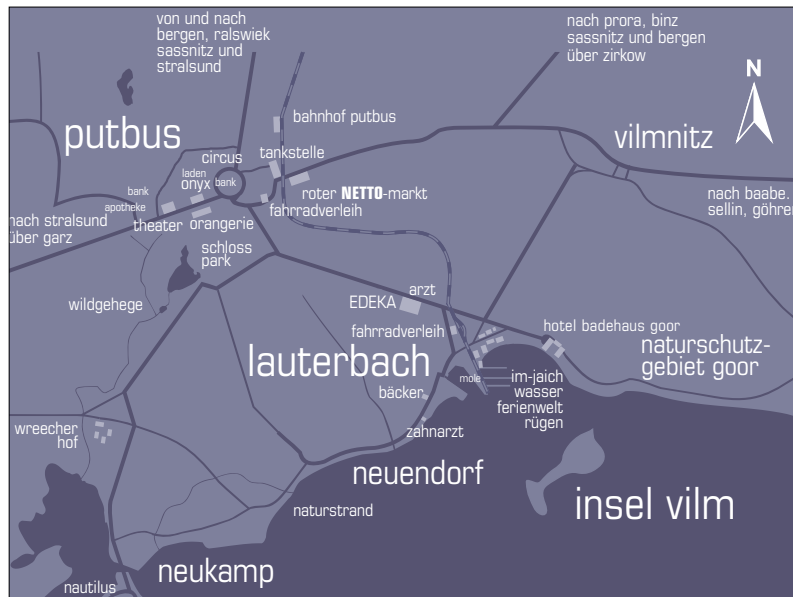 von und nach
bergen, ralswiek
sassnitz und
stralsund
nach prora, binz
sassnitz und bergen
über zirkow
N
bahnhof putbus
putbus
vilmnitz
circus
tankstelle
laden
onyx
bank
bank
roter NETTO-markt
apotheke
fahrradverleih
theater
orangerie
nach stralsund
über garz
nach baabe.
sellin, göhren
schloss
park
wildgehege
arzt
EDEKA
fahrradverleih
hotel badehaus goor
lauterbach
naturschutz-
gebiet goor
mole
im-jaich
wasser
ferienwelt
rügen
bäcker
wreecher
hof
zahnarzt
neuendorf
insel vilm
naturstrand
neukamp
nautilus